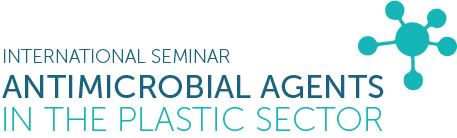 INTERNATIONAL SEMINAR
ANTIMICROBIAL AGENTS
IN THE PLASTIC SECTOR